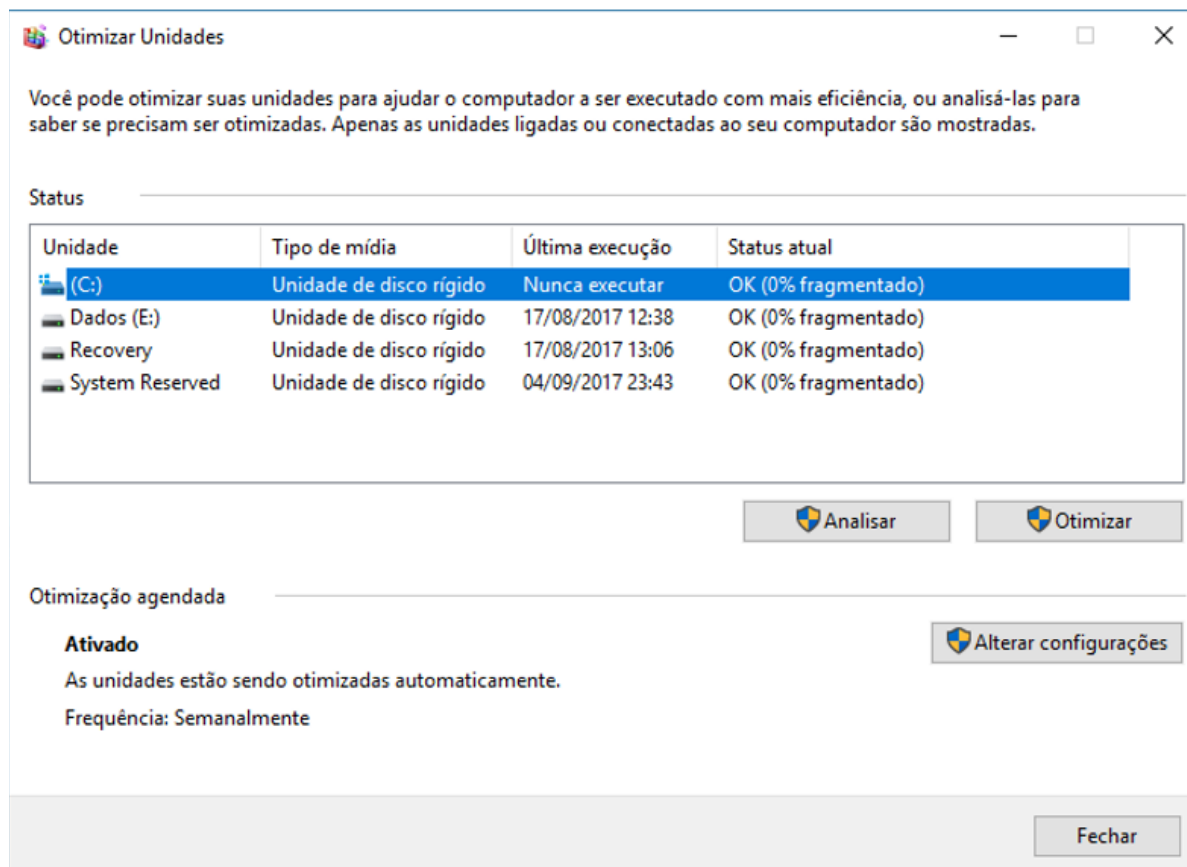 Otimizar Unidades
Você pode otimizar suas unidades para ajudar o computador a ser executado com mais eficiência, ou analisá-las para
saber se precisam ser otimizadas. Apenas as unidades ligadas ou conectadas ao seu computador são mostradas.
Status
Unidade Tipo de mídia Última execução Status atual
(C:) Unidade de disco rígido Nunca executar OK (0% fragmentado)
Dados (E:) Unidade de disco rígido 17/08/2017 12:38 OK (0% fragmentado)
Recovery Unidade de disco rígido 17/08/2017 13:06 OK (0% fragmentado)
System Reserved Unidade de disco rígido 04/09/2017 23:43 OK (0% fragmentado)
Analisar Otimizar
Otimização agendada
Ativado Alterar configurações
As unidades estão sendo otimizadas automaticamente.
Frequência: Semanalmente
Fechar